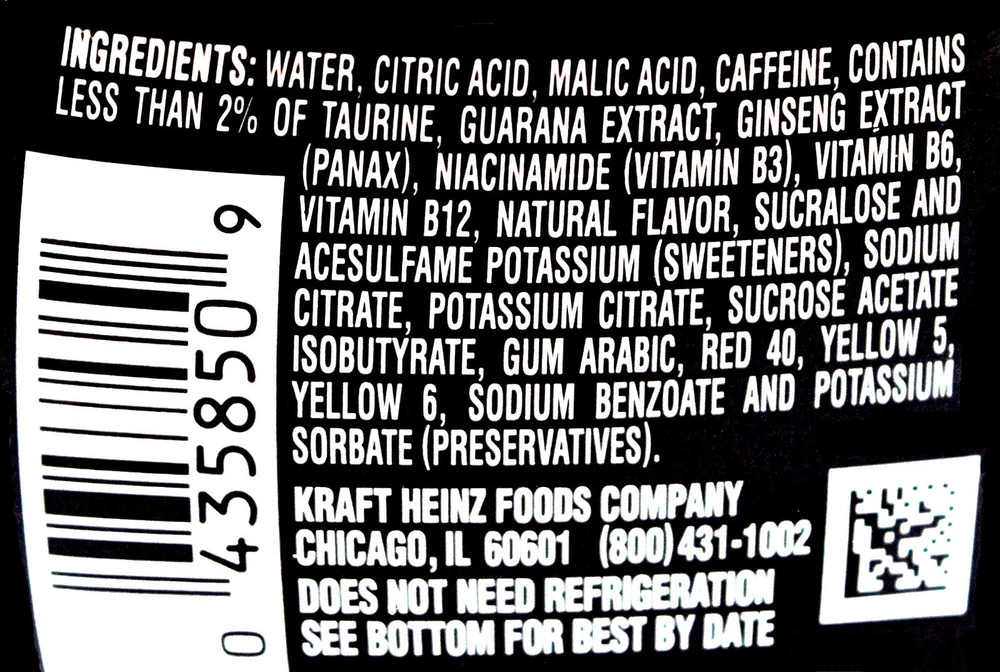 INGREDIENTS: WATER, CITRIC ACID, MALIC ACID, CAFFEINE, CONTAINS
LESS THAN 2% OF TAURINE, GUARANA EXTRACT, GINSENG EXTRACT
(PANAX), NIACINAMIDE (VITAMIN B3), VITAMIN B6,
VITAMIN B12, NATURAL FLAVOR, SUCRALOSE AND
ACESULFAME POTASSIUM (SWEETENERS), SODIUM
CITRATE, POTASSIUM CITRATE, SUCROSE ACETATE
ISOBUTYRATE, GUM ARABIC, RED 40, YELLOW 5,
YELLOW 6, SODIUM BENZOATE AND POTASSIUM
SORBATE (PRESERVATIVES).
KRAFT HEINZ FOODS COMPANY
CHICAGO, IL 60601 (800) 431-1002
DOES NOT NEED REFRIGERATION
SEE BOTTOM FOR BEST BY DATE
0 435850 9